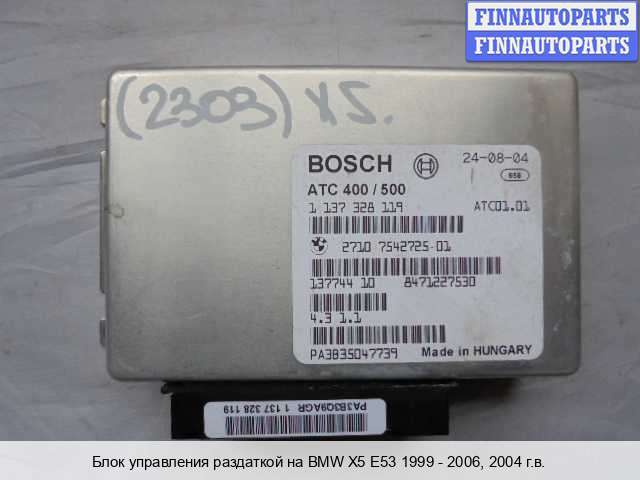 FINNAUTOPARTS
FINNAUTOPARTS
(2303) X5.
BOSCH
24-08-04
ATC 400 / 500
656
1 137 328 119
ATC01.01
2710 7542725.01
137744 10 8471227530
4.3 1.1
PA3835047739
Made in HUNGARY
PA3B3Q9AGR 1 137 328 119
Блок управления раздаткой на BMW X5 E53 1999 - 2006, 2004 г.в.